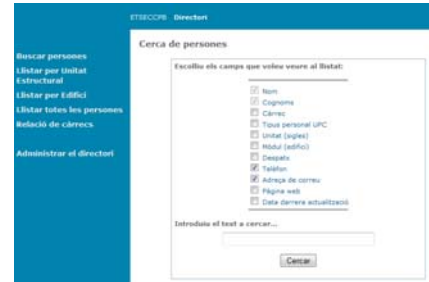 ETSECCPB Directori
Cerca de persones
Buscar persones
Llistar per Unitat
Estructural
Llistar per Edifici
Llistar totes les persones
Relació de càrrecs
Administrar el directori
Escolliu els camps que voleu veure al llistat:
Nom
Cognoms
Càrrec
Tipus personal UPC
Unitat (sigles)
Mòdul (edifici)
Despatx
Telèfon
Adreça de correu
Pàgina web
Data darrera actualització
Introduiu el text a cercar...
Cercar